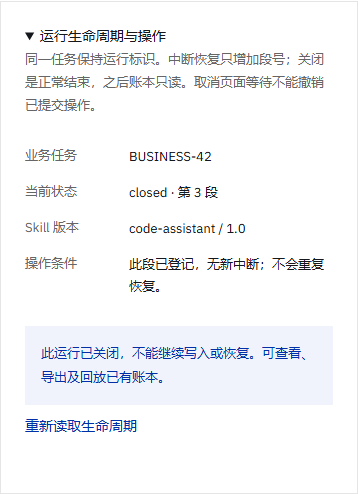 ▼ 运行生命周期与操作
同一任务保持运行标识。中断恢复只增加段号；关闭
是正常结束，之后账本只读。取消页面等待不能撤销
已提交操作。
业务任务 BUSINESS-42
当前状态 closed · 第 3 段
Skill 版本 code-assistant / 1.0
操作条件 此段已登记，无新中断；不会重复
恢复。
此运行已关闭，不能继续写入或恢复。可查看、
导出及回放已有账本。
重新读取生命周期